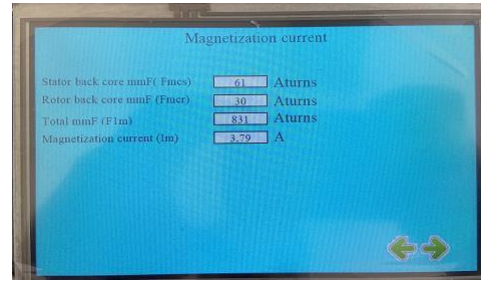 Magnetization current
Stator back core mmF( Fmcs) 61 Aturns
Rotor back core mmF (Fmcr) 30 Aturns
Total mmF (F1m) 831 Aturns
Magnetization current (Im) 3.79 A